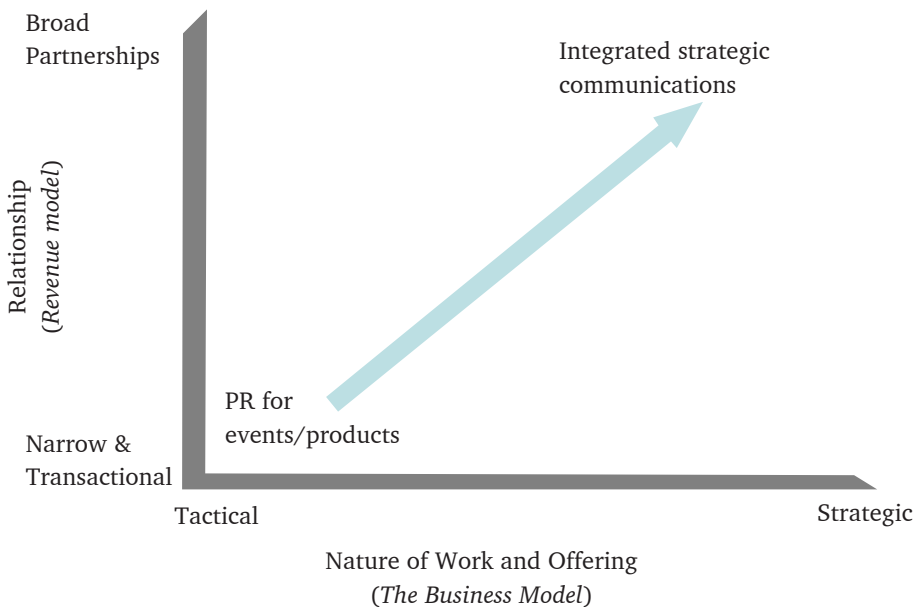 Broad
Partnerships
Integrated strategic
communications
Relationship
(Revenue model)
PR for
events/products
Narrow &
Transactional
Tactical
Strategic
Nature of Work and Offering
(The Business Model)